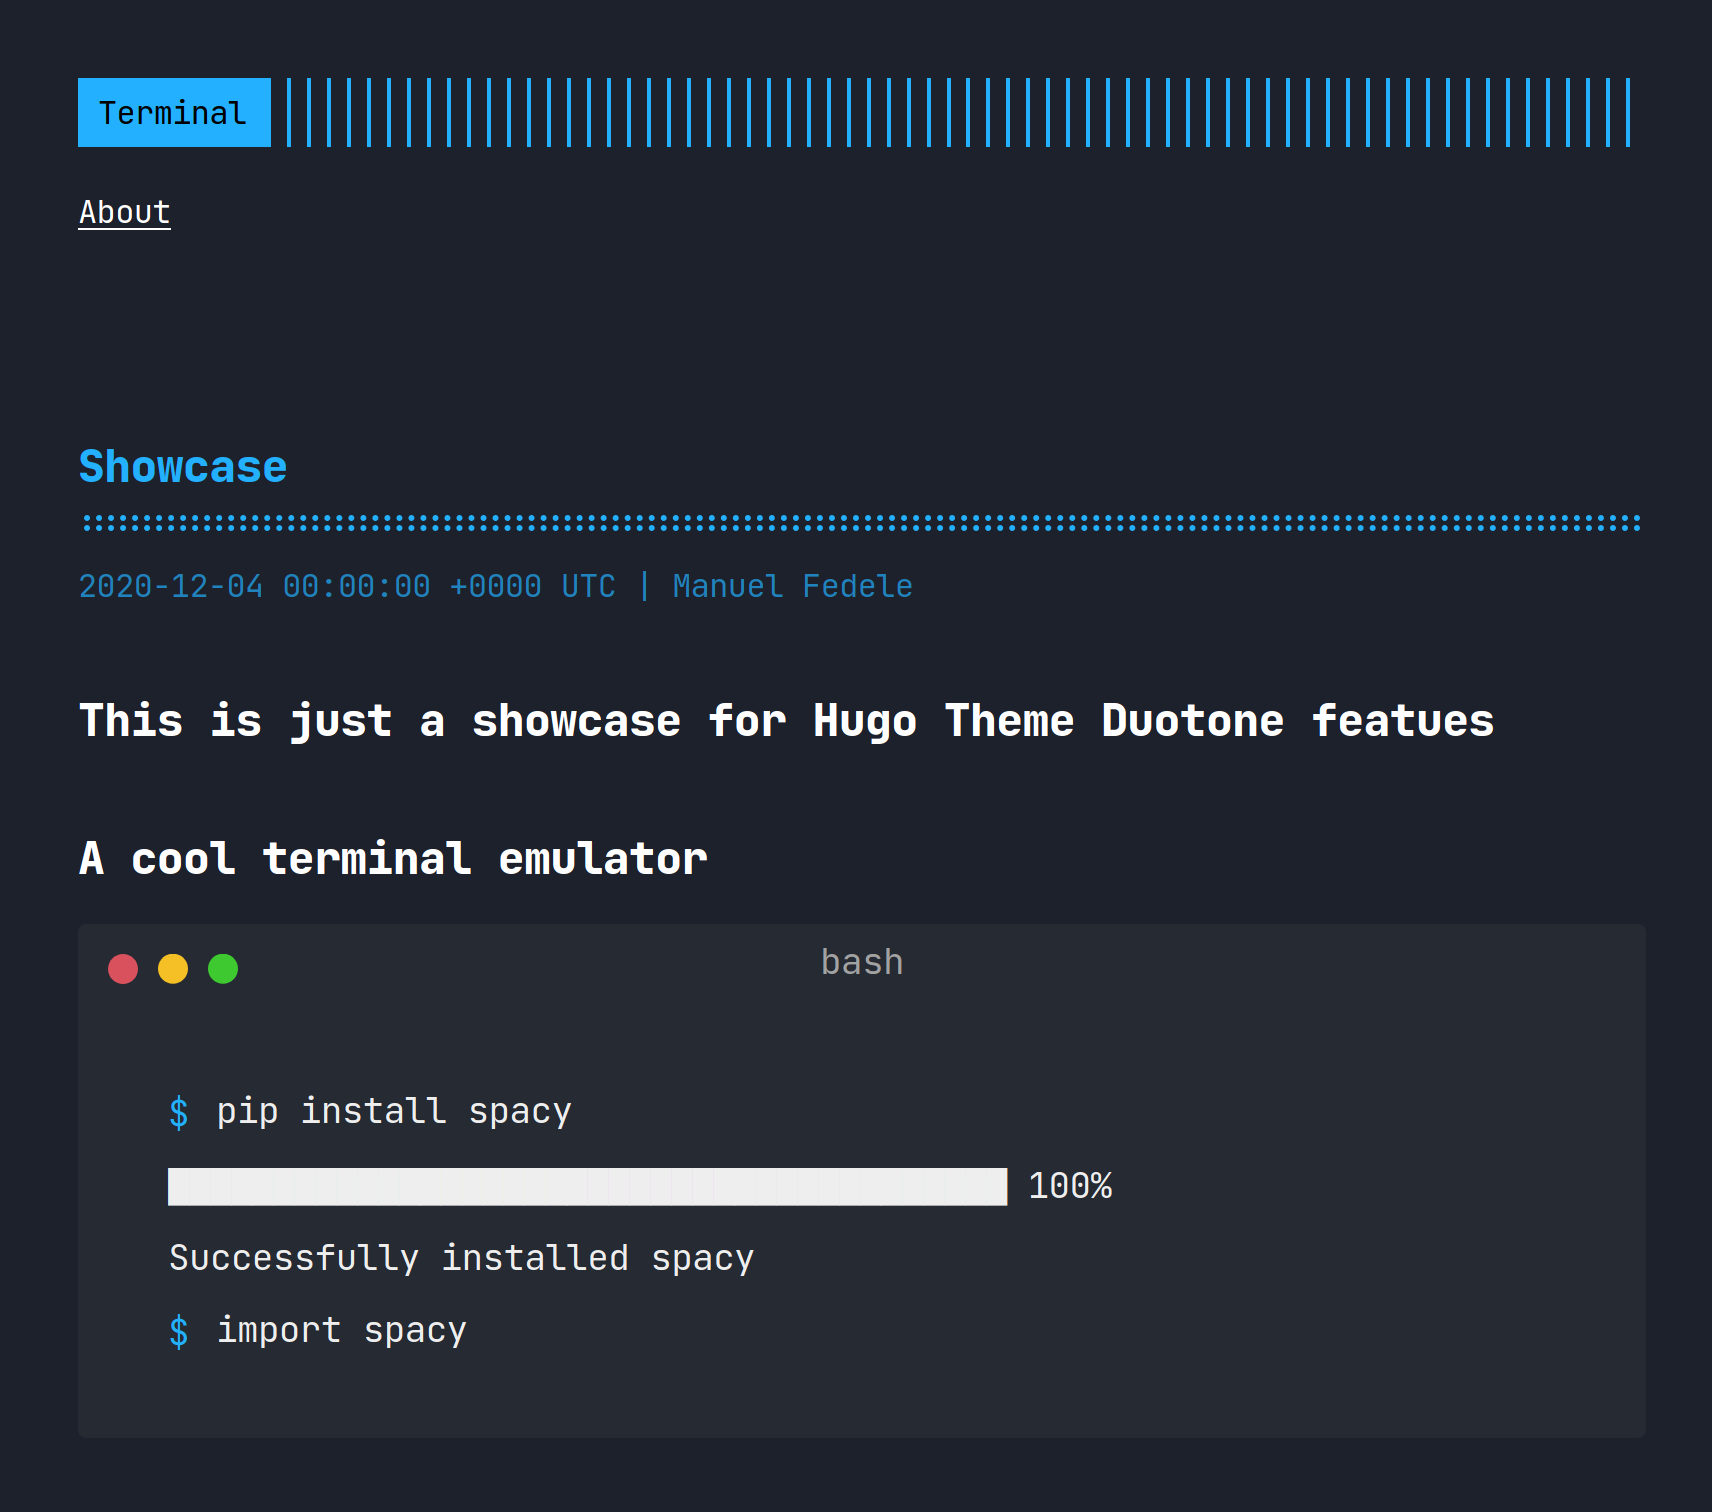 Terminal
About
Showcase
2020-12-04 00:00:00 +0000 UTC | Manuel Fedele
This is just a showcase for Hugo Theme Duotone featues
A cool terminal emulator
bash
$ pip install spacy
████████████████████████████████████████ 100%
Successfully installed spacy
$ import spacy